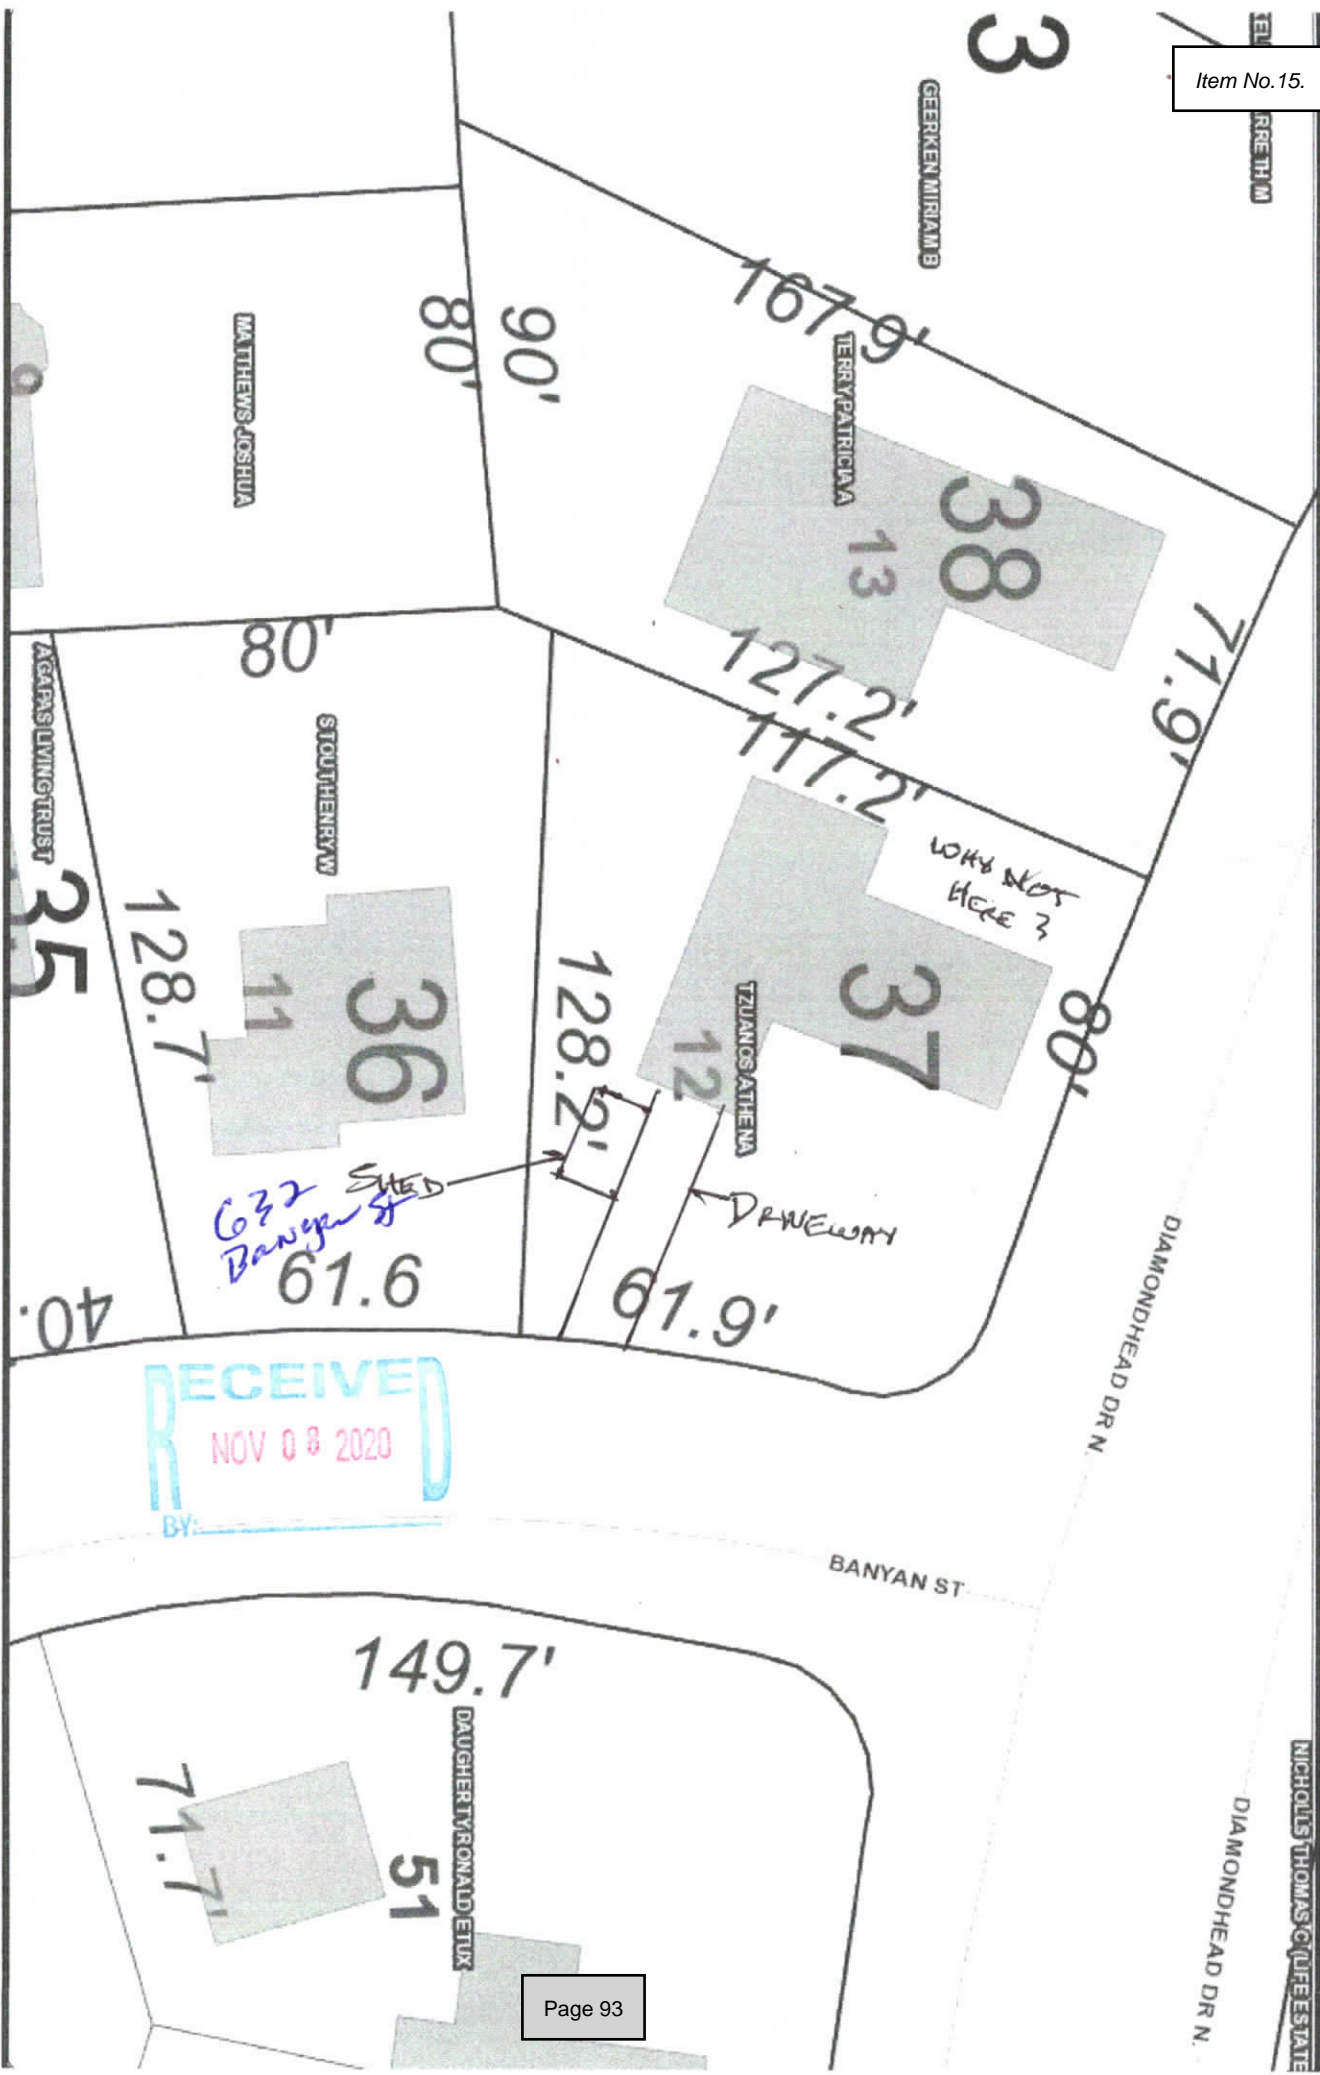 Item No.15.
3
GEERKEN MIRIAM B
RRETH M
167.9'
TERRY PATRICIA A
38
13
90'
80'
MATTHEWS JOSHUA
9
71.9'
127.2'
117.2'
80'
STOUT HENRY W
AGAPAS LIVING TRUST
35
128.7'
36
11
WHY NOT
HERE ?
37
TZUANOS ATHENA
12
80'
128.2'
SHED
632
Banyan St
DRIVEWAY
61.6
61.9'
40.
DIAMONDHEAD DR N.
RECEIVED
NOV 08 2020
BY:
BANYAN ST
149.7'
DAUGHERTY RONALD ETUX
51
71.7'
DIAMONDHEAD DR N.
NICHOLLS THOMAS C (LIFE ESTATE
Page 93